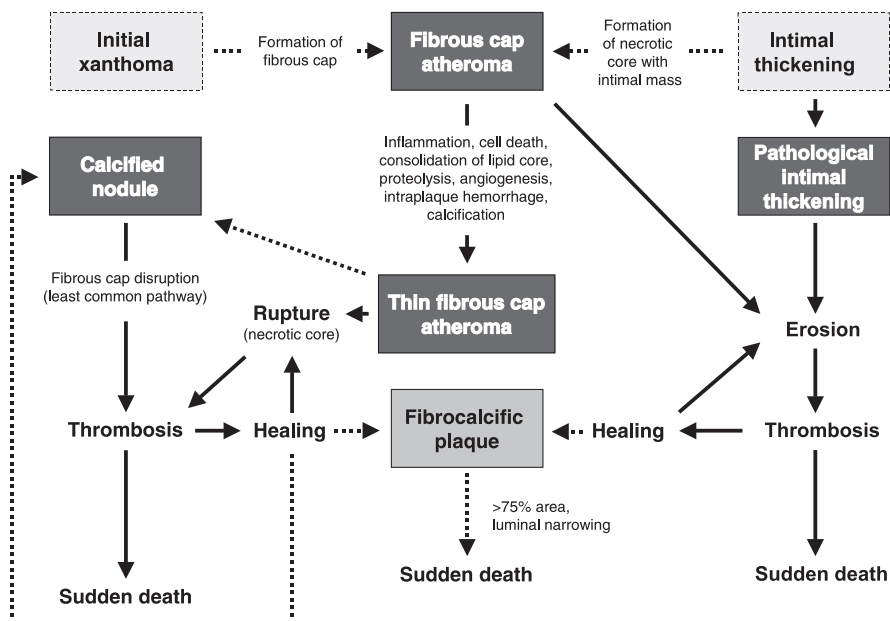 Initial
xanthoma
Formation of
fibrous cap
Fibrous cap
atheroma
Formation
of necrotic
core with
intimal mass
Intimal
thickening
Calcified
nodule
Inflammation, cell death,
consolidation of lipid core,
proteolysis, angiogenesis,
intraplaque hemorrhage,
calcification
Pathological
intimal
thickening
Fibrous cap disruption
(least common pathway)
Rupture
(necrotic core)
Thin fibrous cap
atheroma
Erosion
Thrombosis
Healing
Fibrocalcific
plaque
Healing
Thrombosis
>75% area,
luminal narrowing
Sudden death
Sudden death
Sudden death